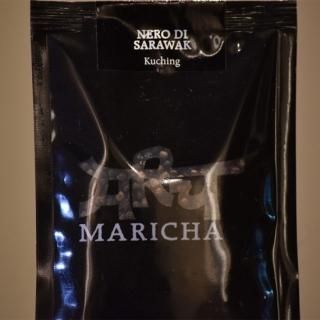 NERO DI
SARAWAK
Kuching
MARICHA